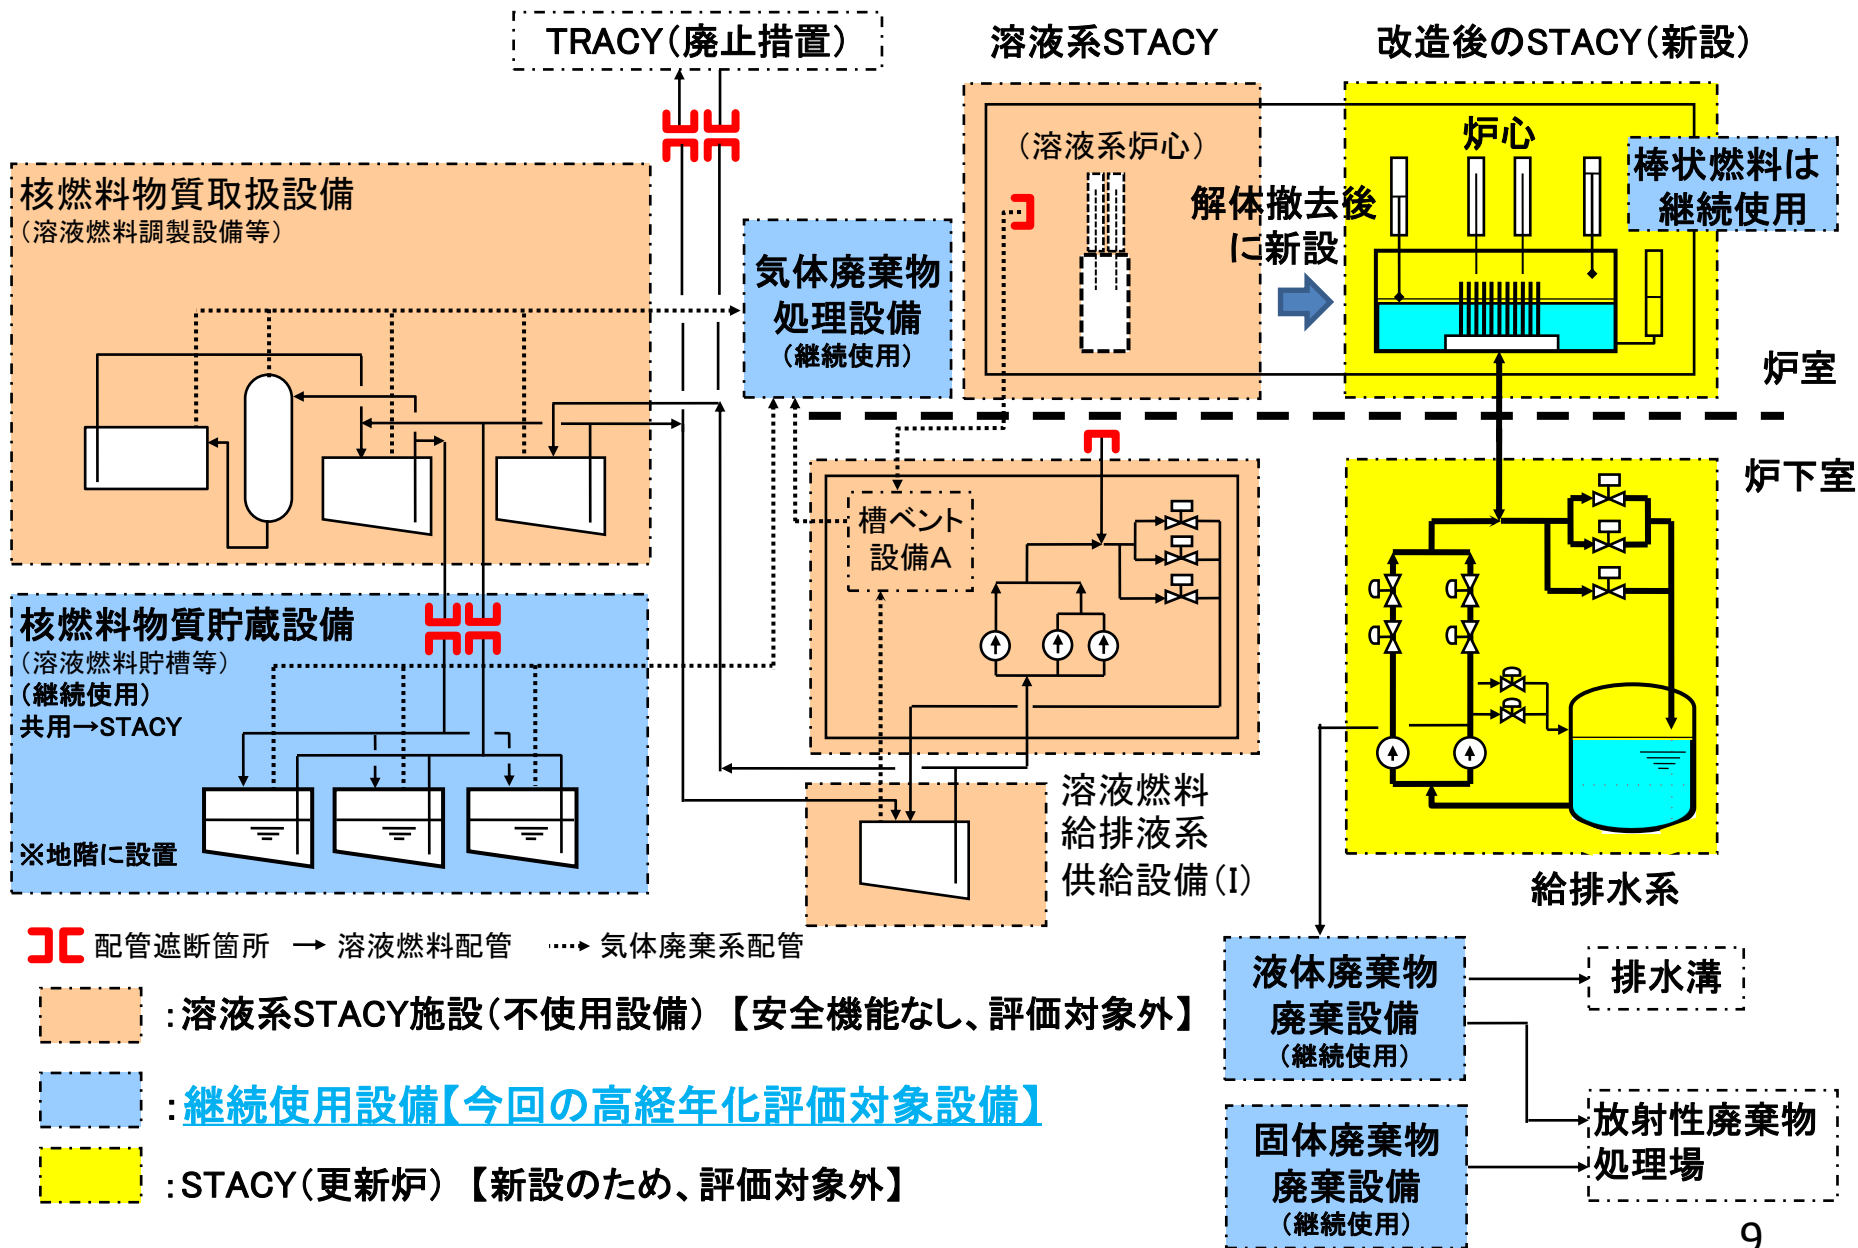 TRACY(廃止措置)
溶液系STACY
改造後のSTACY(新設)
(溶液系炉心)
炉心
棒状燃料は
継続使用
解体撤去後
に新設
核燃料物質取扱設備
(溶液燃料調製設備等)
気体廃棄物
処理設備
(継続使用)
炉室
炉下室
槽ベント
設備A
核燃料物質貯蔵設備
(溶液燃料貯槽等)
(継続使用)
共用→STACY
※地階に設置
溶液燃料
給排液系
供給設備(I)
給排水系
配管遮断箇所
溶液燃料配管
気体廃棄系配管
液体廃棄物
廃棄設備
(継続使用)
排水溝
:溶液系STACY施設(不使用設備)【安全機能なし、評価対象外】
:継続使用設備【今回の高経年化評価対象設備】
:STACY(更新炉)【新設のため、評価対象外】
固体廃棄物
廃棄設備
(継続使用)
放射性廃棄物
処理場
9